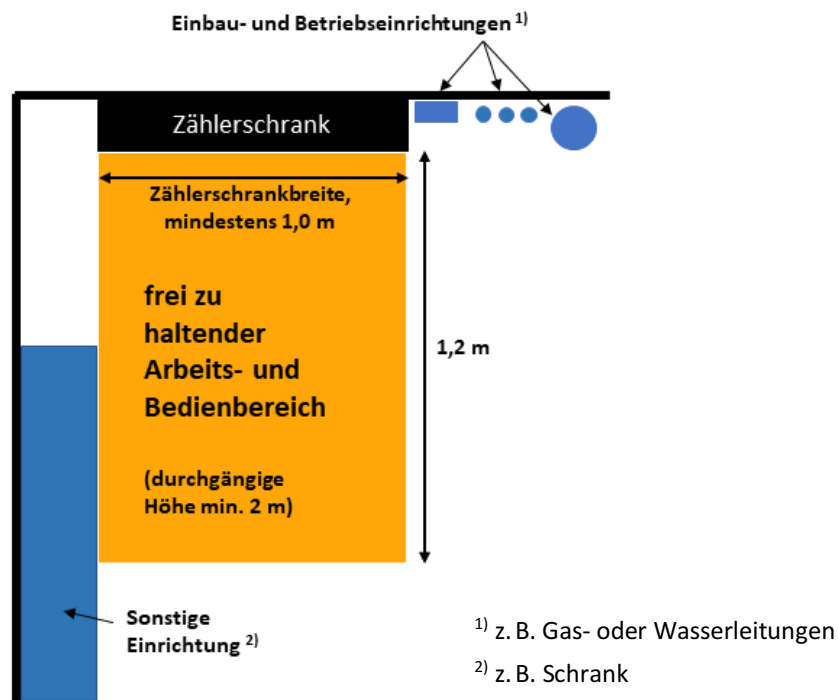 Einbau- und Betriebseinrichtungen 1)
Zählerschrank
Zählerschrankbreite,
mindestens 1,0 m
frei zu
haltender
Arbeits- und
Bedienbereich
1,2 m
(durchgängige
Höhe min. 2 m)
Sonstige
Einrichtung 2)
1) z. B. Gas- oder Wasserleitungen
2) z. B. Schrank